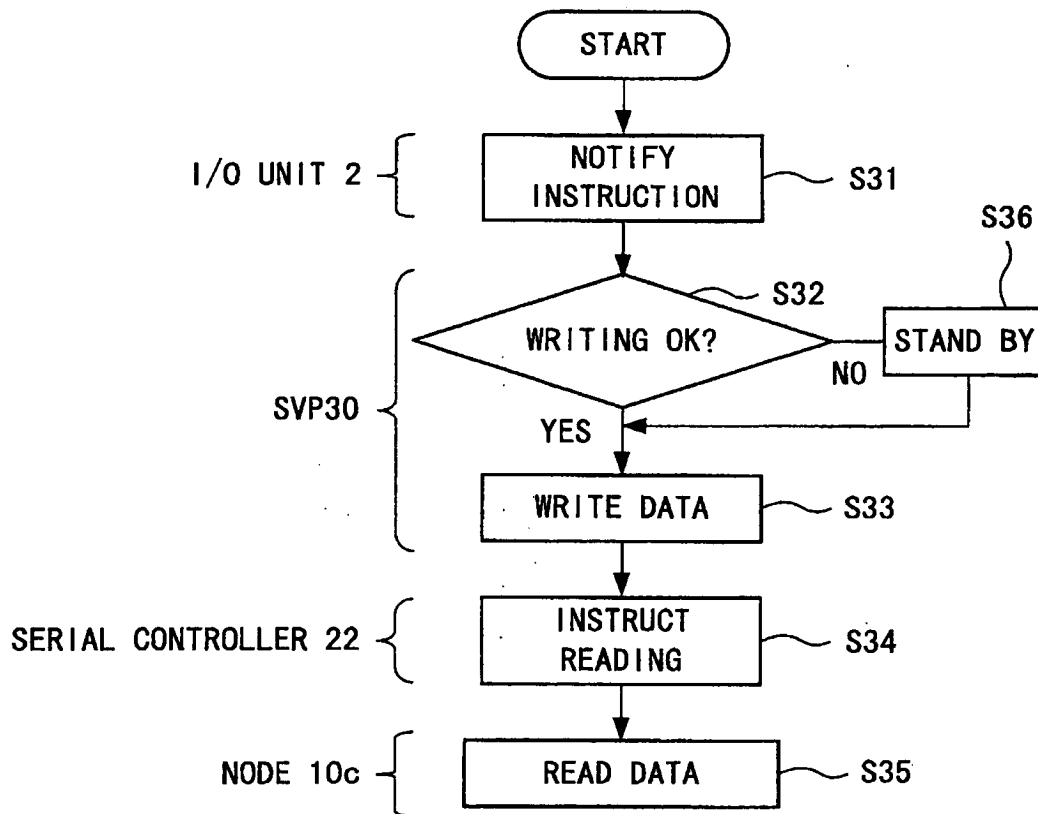 START
I/O UNIT 2
NOTIFY
INSTRUCTION
S31
S36
S32
WRITING OK?
STAND BY
NO
SVP30
YES
WRITE DATA
S33
SERIAL CONTROLLER 22
INSTRUCT
READING
S34
NODE 10c
READ DATA
S35